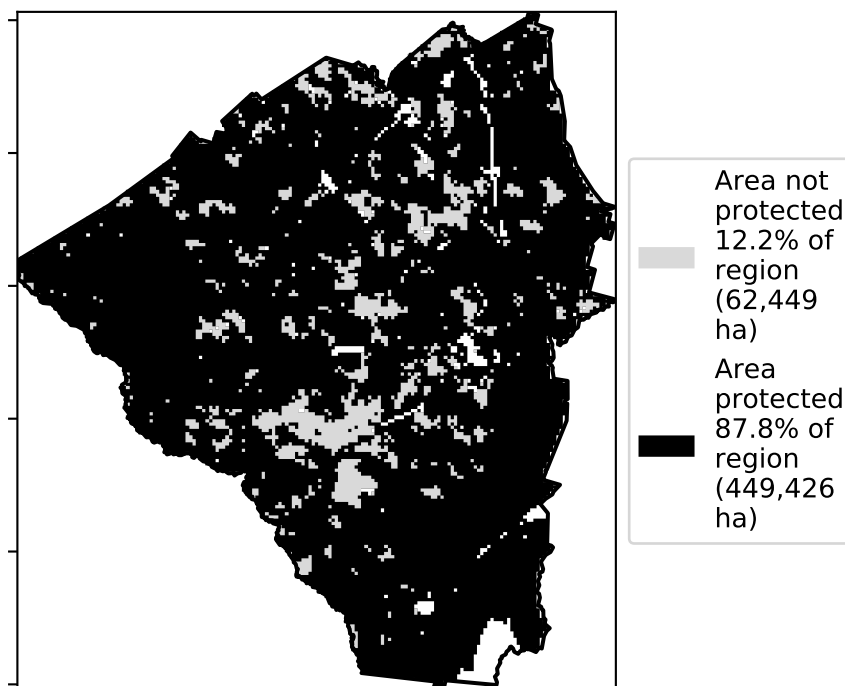 Area not
protected
12.2% of
region
(62,449
ha)
Area
protected
87.8% of
region
(449,426
ha)